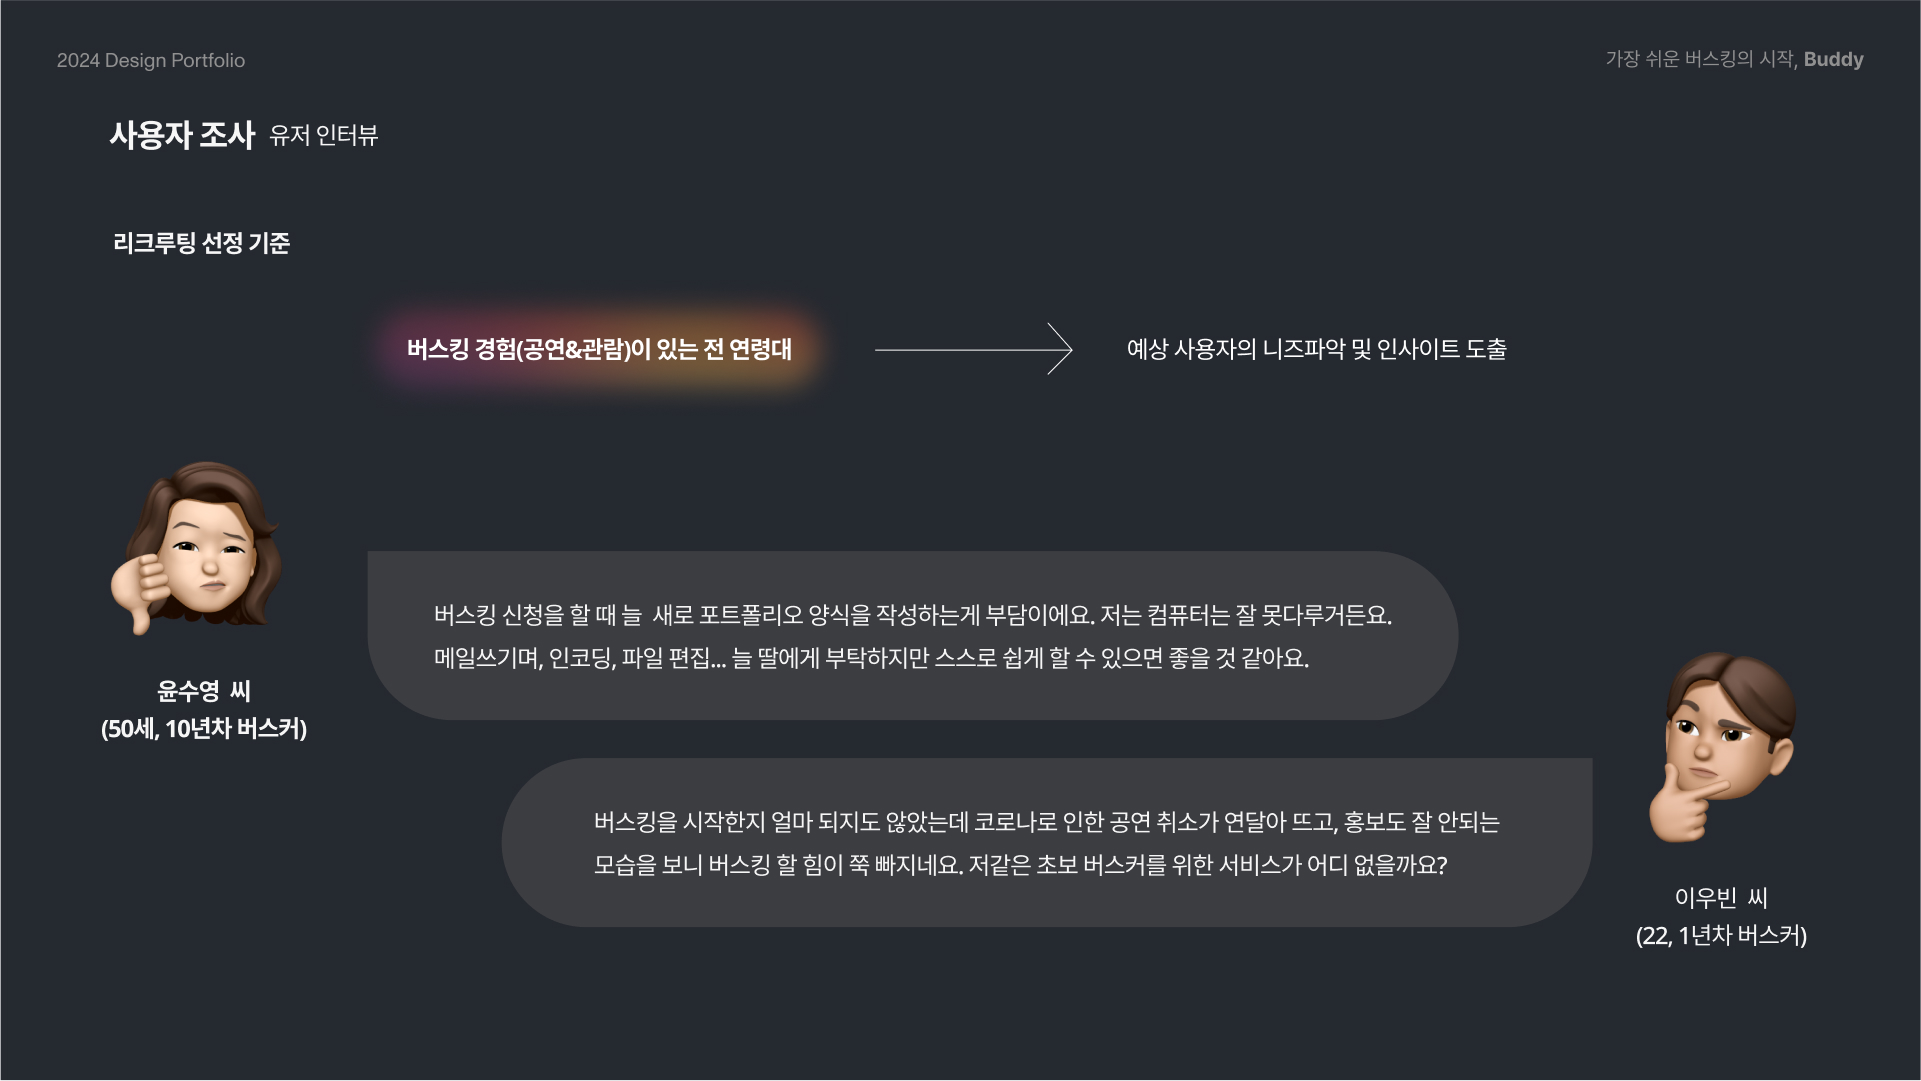 2024 Design Portfolio
가장 쉬운 버스킹의 시작, Buddy
사용자 조사 유저 인터뷰
리크루팅 선정 기준
버스킹 경험(공연&관람)이 있는 전 연령대
예상 사용자의 니즈파악 및 인사이트 도출
버스킹 신청을 할 때 늘 새로 포트폴리오 양식을 작성하는게 부담이에요. 저는 컴퓨터는 잘 못다루거든요.
메일쓰기며, 인코딩, 파일 편집... 늘 딸에게 부탁하지만 스스로 쉽게 할 수 있으면 좋을 것 같아요.
윤수영 씨
(50세, 10년차 버스커)
버스킹을 시작한지 얼마 되지도 않았는데 코로나로 인한 공연 취소가 연달아 뜨고, 홍보도 잘 안되는
모습을 보니 버스킹 할 힘이 쭉 빠지네요. 저같은 초보 버스커를 위한 서비스가 어디 없을까요?
이우빈 씨
(22, 1년차 버스커)